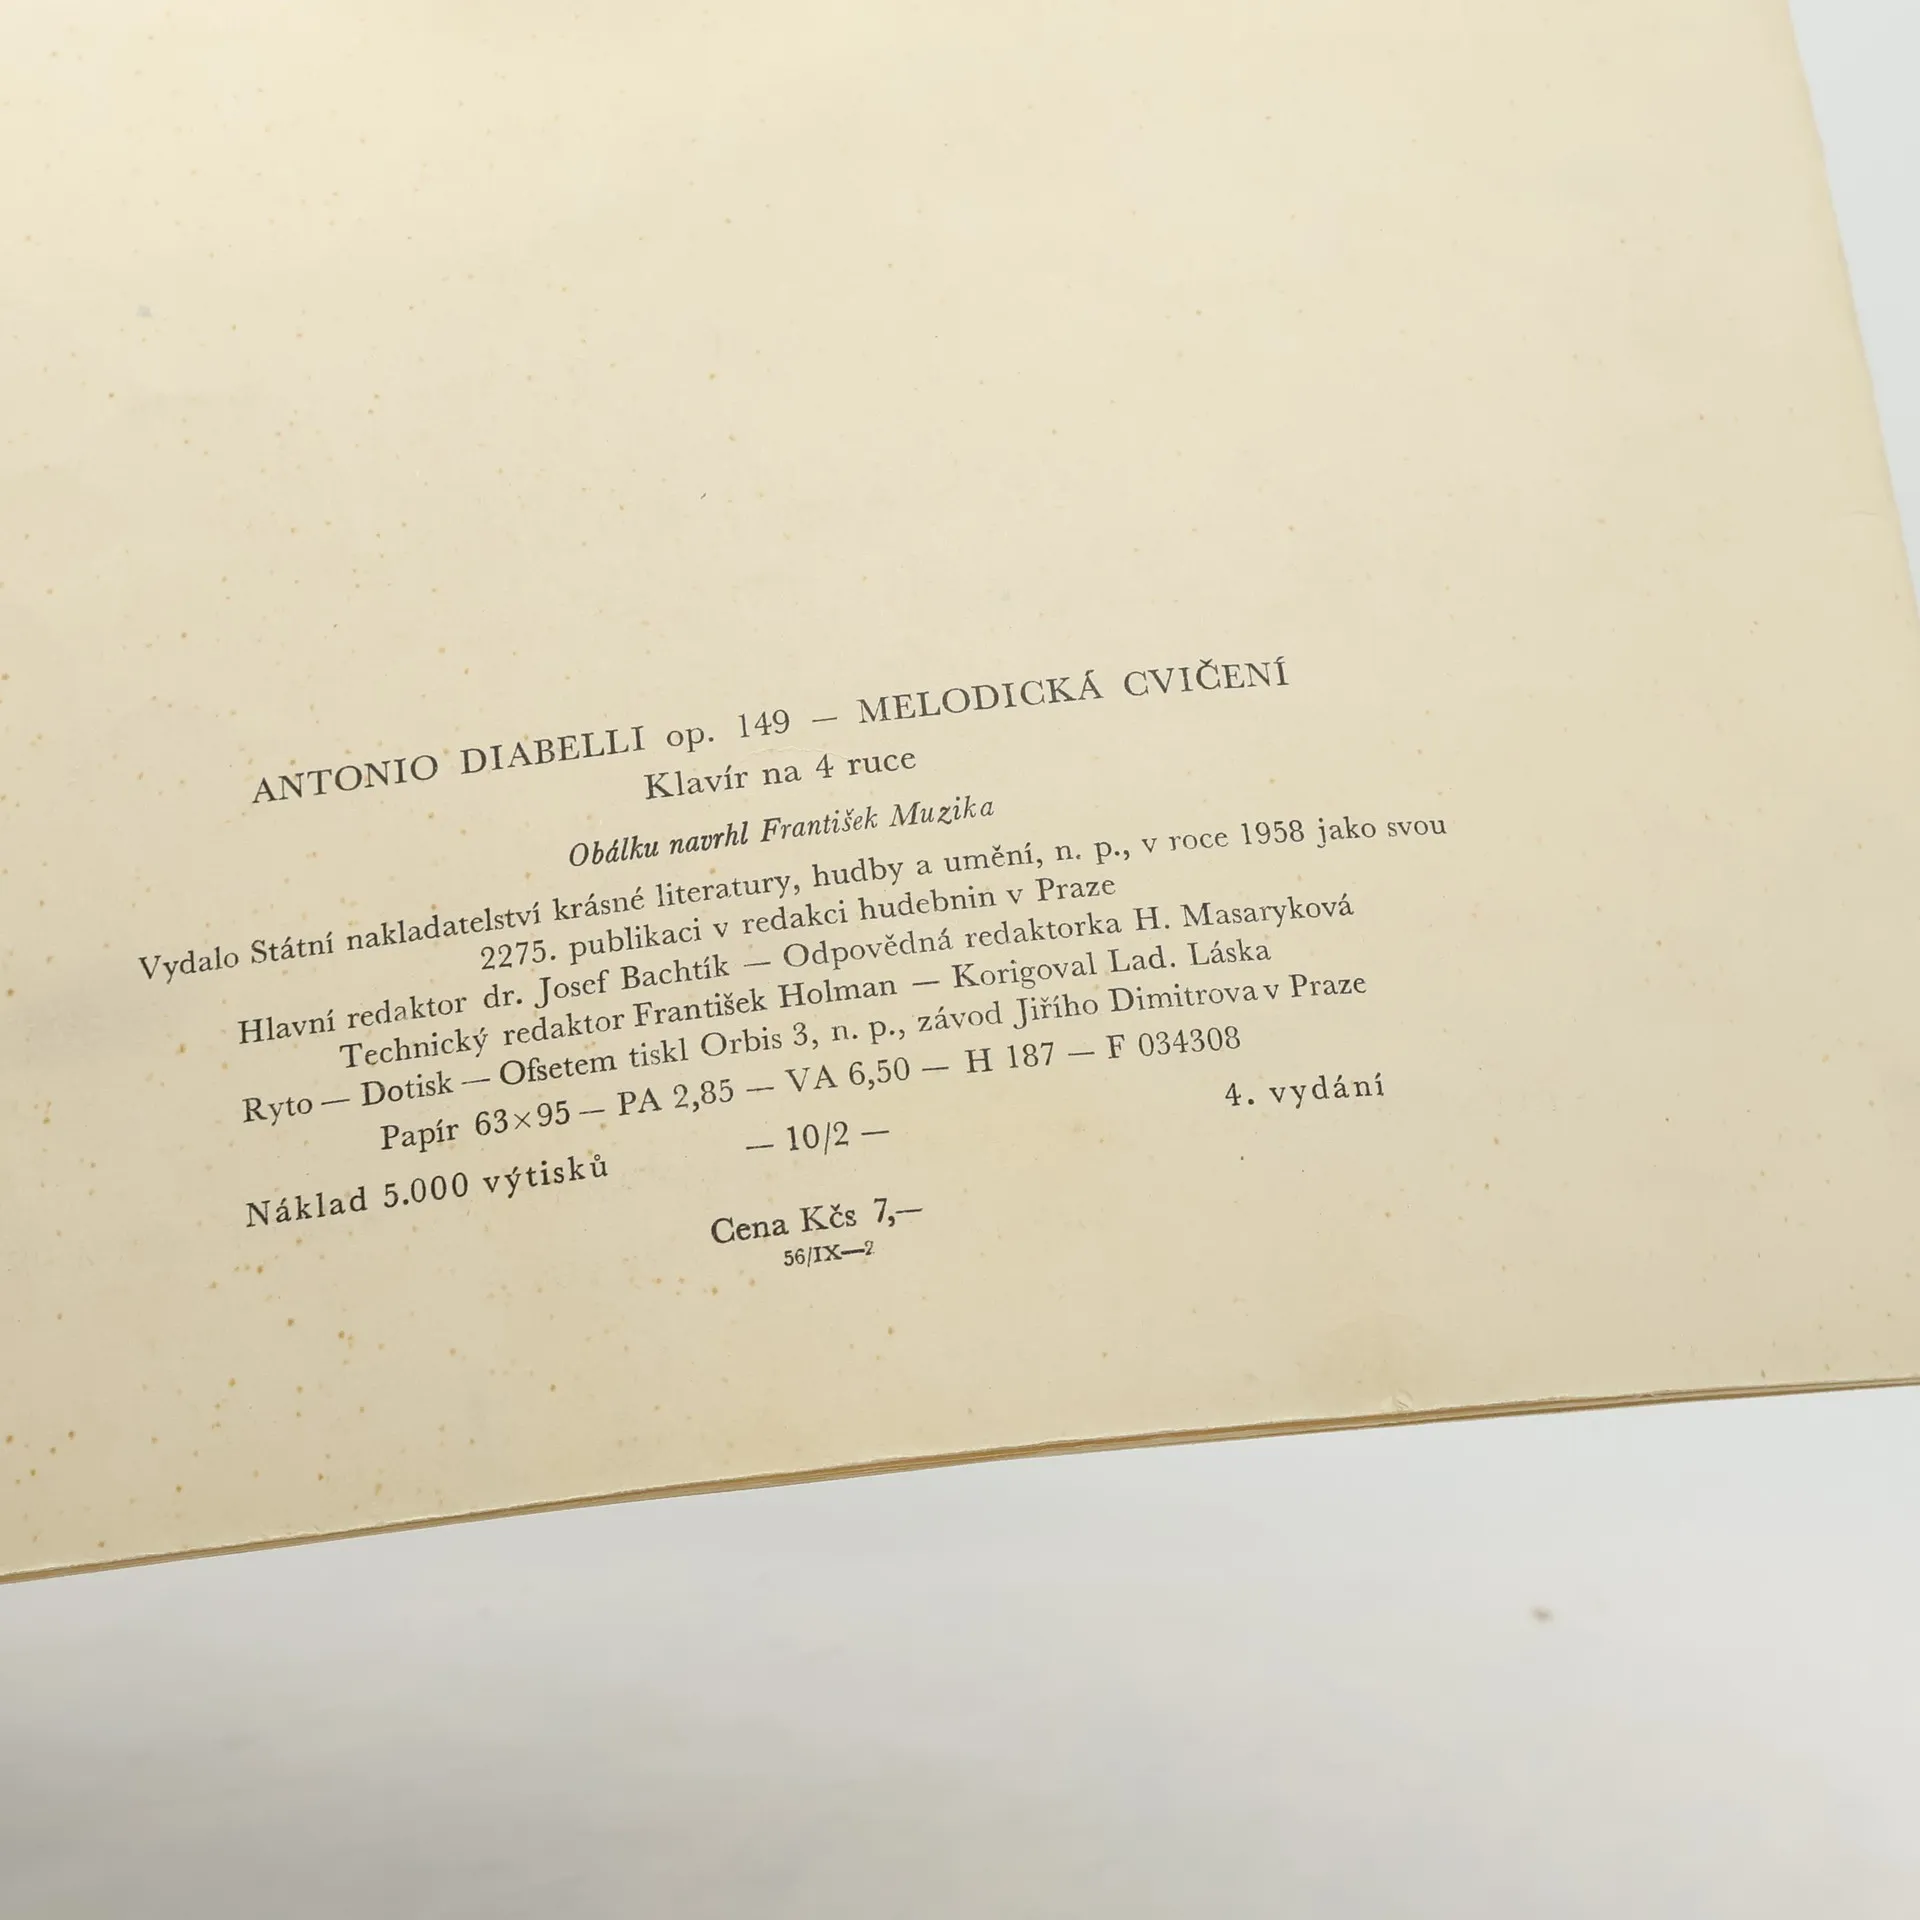 ANTONIO DIABELLI op. 149 — MELODICKÁ CVIČENÍ
Klavír na 4 ruce
Obálku navrhl František Muzika
Vydalo Státní nakladatelství krásné literatury, hudby a umění, n. p., v roce 1958 jako svou
2275. publikaci v redakci hudebnin v Praze
Hlavní redaktor dr. Josef Bachtík — Odpovědná redaktorka H. Masaryková
Technický redaktor František Holman — Korigoval Lad. Láska
Ryto — Dotisk — Ofsetem tiskl Orbis 3, n. p., závod Jiřího Dimitrova v Praze
Papír 63×95 — PA 2,85 — VA 6,50 — H 187 — F 034308
Náklad 5.000 výtisků — 10/2 — 4. vydání
Cena Kčs 7,—
56/IX—2